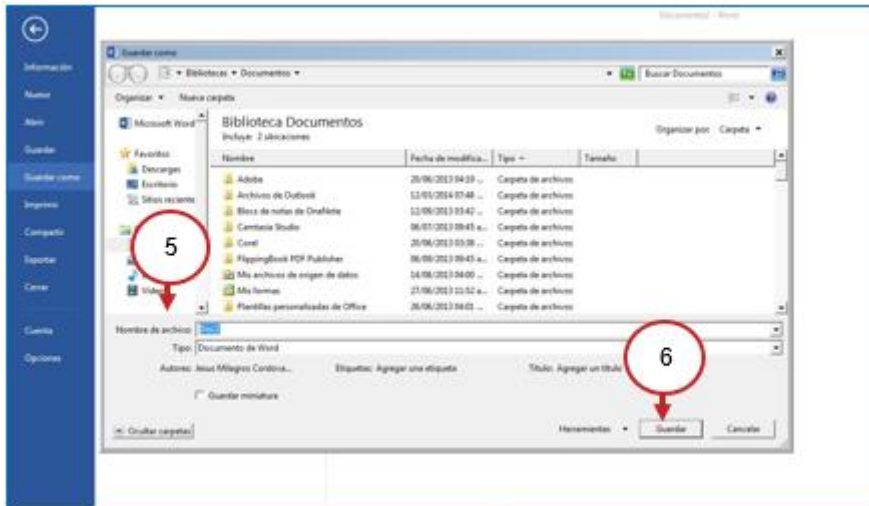 Documento1 - Word
Guardar como
Bibliotecas ▸ Documentos ▸
Buscar Documentos
Información
Nuevo
Abrir
Guardar
Guardar como
Imprimir
Compartir
Exportar
Cerrar
Cuenta
Opciones
Organizar
Nueva carpeta
Microsoft Word
Favoritos
Descargas
Escritorio
Sitios reciente
Biblioteca Documentos
Incluye: 2 ubicaciones
Organizar por: Carpeta
Nombre Fecha de modifica... Tipo Tamaño
Adobe 20/06/2013 04:19 ... Carpeta de archivos
Archivos de Outlook 12/03/2014 07:48 ... Carpeta de archivos
Blocs de notas de OneNote 12/09/2013 03:42 ... Carpeta de archivos
Camtasia Studio 06/07/2013 09:45 a... Carpeta de archivos
Corel 20/06/2013 03:38 ... Carpeta de archivos
FlippingBook PDF Publisher 06/08/2013 09:45 a... Carpeta de archivos
Mis archivos de origen de datos 14/08/2013 04:00 ... Carpeta de archivos
Mis formas 27/06/2013 11:52 a... Carpeta de archivos
Plantillas personalizadas de Office 26/06/2013 04:01 ... Carpeta de archivos
5
Nombre de archivo:
Tipo: Documento de Word
Autores: Jesus Milagros Cordova...
Etiquetas: Agregar una etiqueta
Título: Agregar un título
6
Guardar miniatura
Ocultar carpetas
Herramientas
Guardar
Cancelar